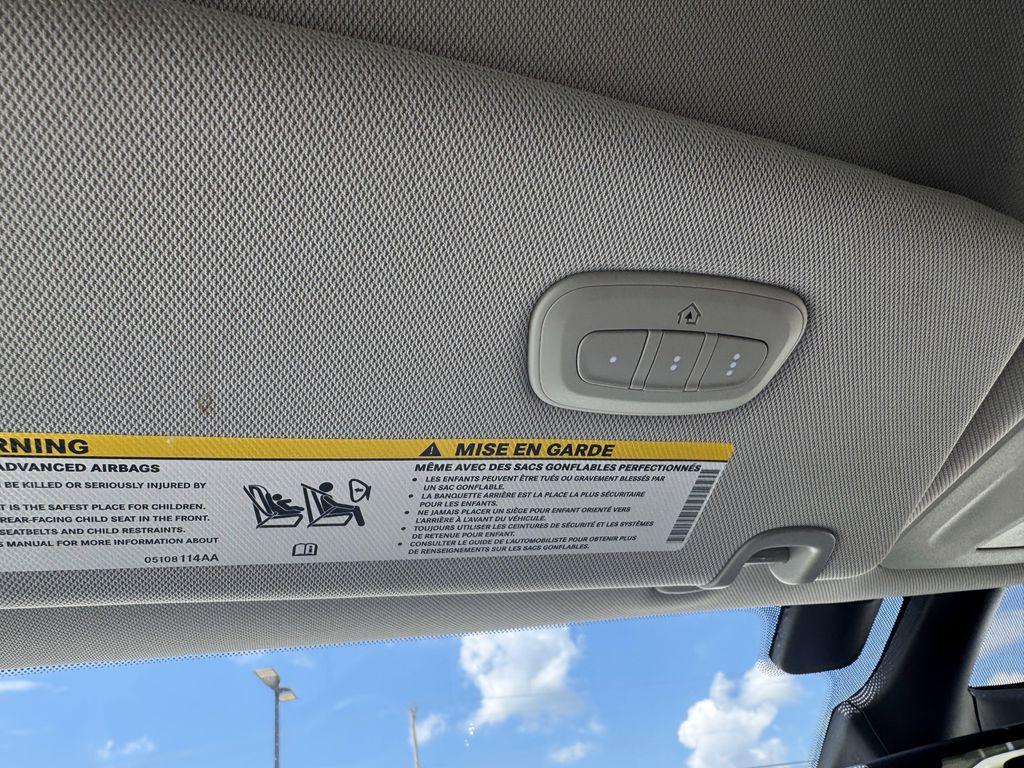 RNING
ADVANCED AIRBAGS
BE KILLED OR SERIOUSLY INJURED BY
T IS THE SAFEST PLACE FOR CHILDREN.
REAR-FACING CHILD SEAT IN THE FRONT.
SEATBELTS AND CHILD RESTRAINTS.
S MANUAL FOR MORE INFORMATION ABOUT
05108114AA
MISE EN GARDE
MÊME AVEC DES SACS GONFLABLES PERFECTIONNÉS
• LES ENFANTS PEUVENT ÊTRE TUÉS OU GRAVEMENT BLESSÉS PAR
UN SAC GONFLABLE.
• LA BANQUETTE ARRIÈRE EST LA PLACE LA PLUS SÉCURITAIRE
POUR LES ENFANTS.
• NE JAMAIS PLACER UN SIÈGE POUR ENFANT ORIENTÉ VERS
L'ARRIÈRE À L'AVANT DU VÉHICULE.
• TOUJOURS UTILISER LES CEINTURES DE SÉCURITÉ ET LES SYSTÈMES
DE RETENUE POUR ENFANT.
• CONSULTER LE GUIDE DE L'AUTOMOBILISTE POUR OBTENIR PLUS
DE RENSEIGNEMENTS SUR LES SACS GONFLABLES.